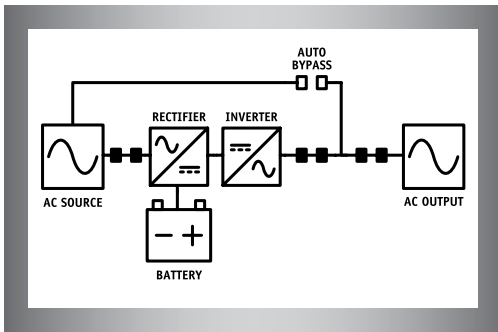 AUTO
BYPASS
RECTIFIER INVERTER
AC SOURCE
AC OUTPUT
BATTERY